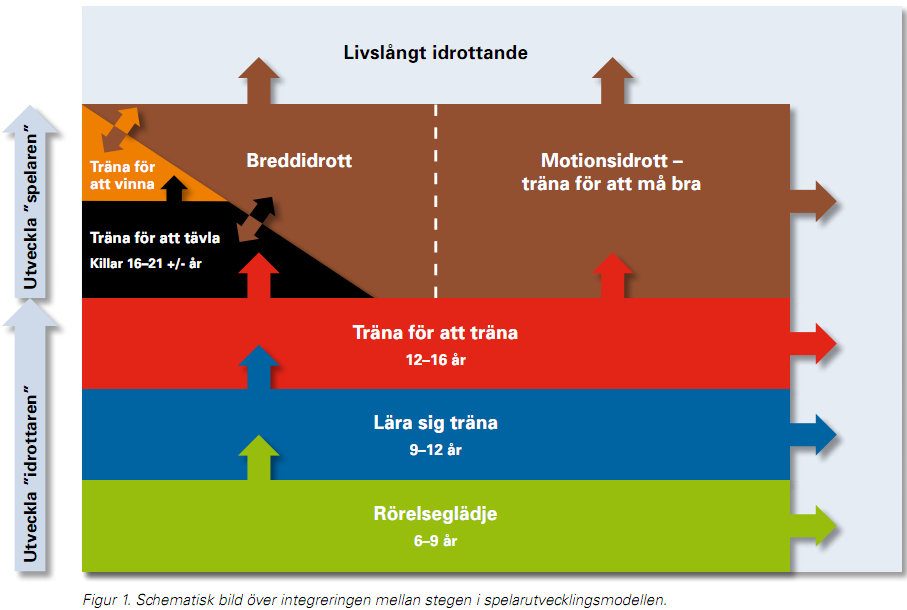 Livslångt idrottande
Breddidrott
Motionsidrott –
träna för att må bra
Träna för
att vinna
Träna för att tävla
Killar 16–21 +/- år
Utveckla ”spelaren”
Träna för att träna
12–16 år
Lära sig träna
9–12 år
Rörelseglädje
6–9 år
Utveckla ”idrottaren”
Figur 1. Schematisk bild över integreringen mellan stegen i spelarutvecklingsmodellen.